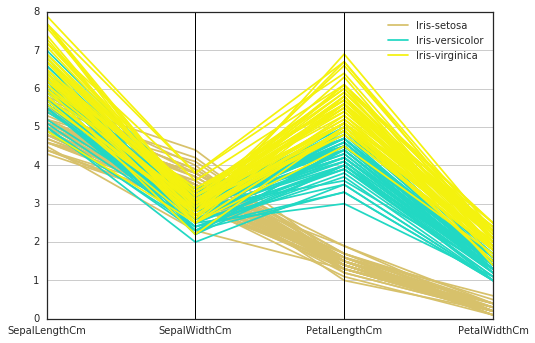 8
7
6
5
4
3
2
1
0
Iris-setosa
Iris-versicolor
Iris-virginica
SepalLengthCm SepalWidthCm PetalLengthCm PetalWidthCm